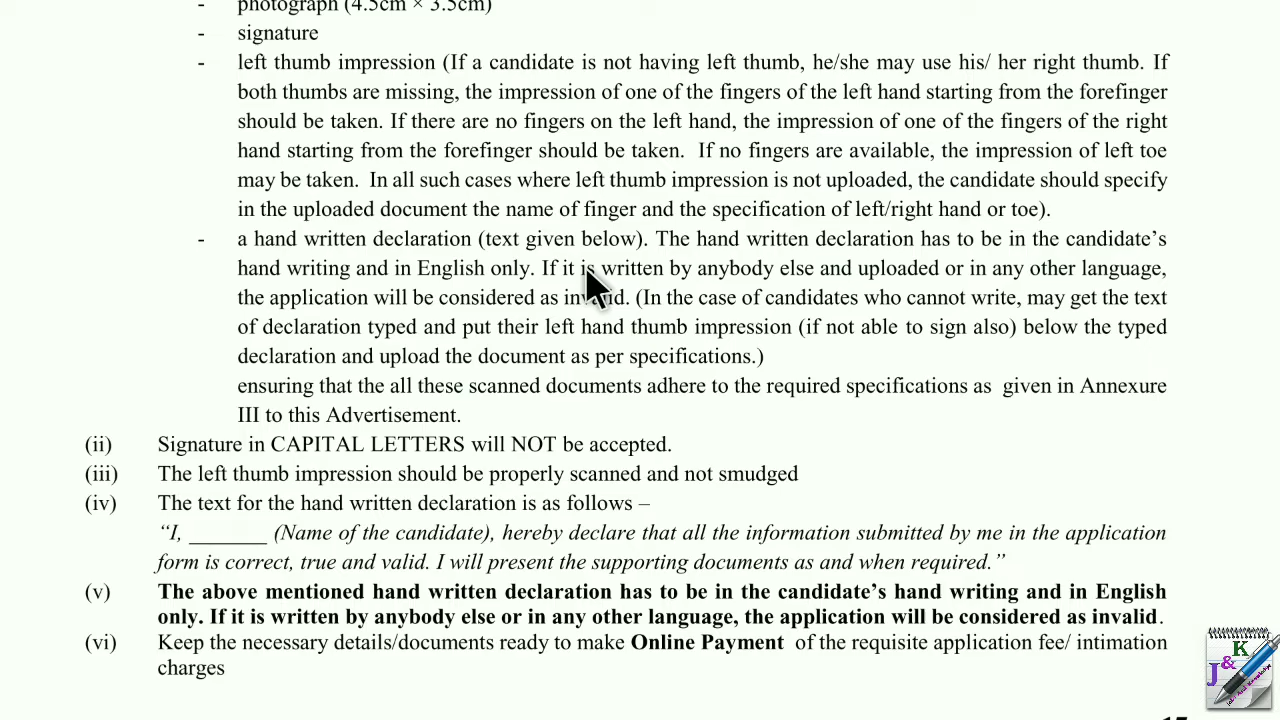 - photograph (4.5cm × 3.5cm)
- signature
- left thumb impression (If a candidate is not having left thumb, he/she may use his/ her right thumb. If
both thumbs are missing, the impression of one of the fingers of the left hand starting from the forefinger
should be taken. If there are no fingers on the left hand, the impression of one of the fingers of the right
hand starting from the forefinger should be taken. If no fingers are available, the impression of left toe
may be taken. In all such cases where left thumb impression is not uploaded, the candidate should specify
in the uploaded document the name of finger and the specification of left/right hand or toe).
- a hand written declaration (text given below). The hand written declaration has to be in the candidate’s
hand writing and in English only. If it is written by anybody else and uploaded or in any other language,
the application will be considered as invalid. (In the case of candidates who cannot write, may get the text
of declaration typed and put their left hand thumb impression (if not able to sign also) below the typed
declaration and upload the document as per specifications.)
ensuring that the all these scanned documents adhere to the required specifications as given in Annexure
III to this Advertisement.
(ii) Signature in CAPITAL LETTERS will NOT be accepted.
(iii) The left thumb impression should be properly scanned and not smudged
(iv) The text for the hand written declaration is as follows –
“I, _______ (Name of the candidate), hereby declare that all the information submitted by me in the application
form is correct, true and valid. I will present the supporting documents as and when required.”
(v) The above mentioned hand written declaration has to be in the candidate’s hand writing and in English
only. If it is written by anybody else or in any other language, the application will be considered as invalid.
(vi) Keep the necessary details/documents ready to make Online Payment of the requisite application fee/ intimation
charges
J&K